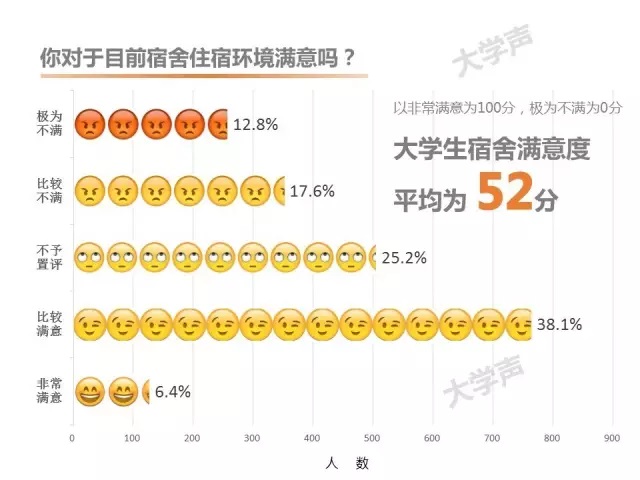 你对于目前宿舍住宿环境满意吗？
大学声
以非常满意为100分，极为不满为0分
大学生宿舍满意度
平均为 52分
极为
不满
12.8%
比较
不满
17.6%
不予
置评
25.2%
比较
满意
38.1%
非常
满意
6.4%
大学声
0 100 200 300 400 500 600 700 800 900
人 数